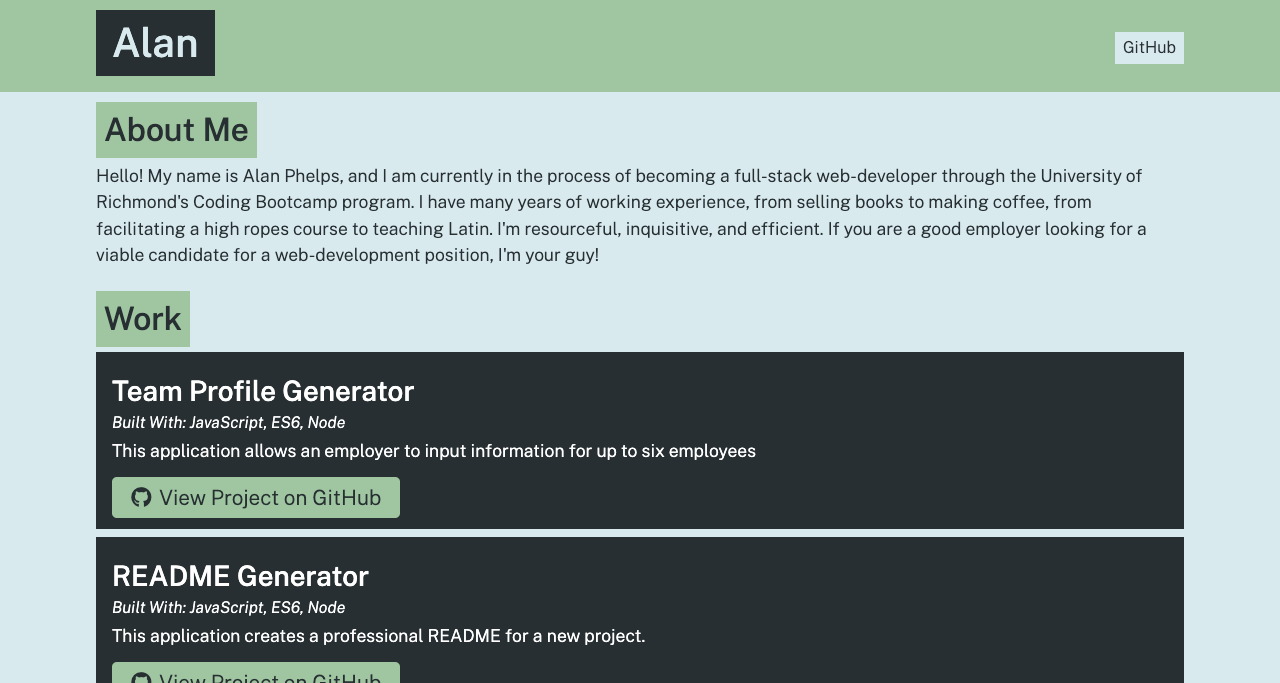 Alan
GitHub
About Me
Hello! My name is Alan Phelps, and I am currently in the process of becoming a full-stack web-developer through the University of
Richmond's Coding Bootcamp program. I have many years of working experience, from selling books to making coffee, from
facilitating a high ropes course to teaching Latin. I'm resourceful, inquisitive, and efficient. If you are a good employer looking for a
viable candidate for a web-development position, I'm your guy!
Work
Team Profile Generator
Built With: JavaScript, ES6, Node
This application allows an employer to input information for up to six employees
View Project on GitHub
README Generator
Built With: JavaScript, ES6, Node
This application creates a professional README for a new project.
View Project on GitHub